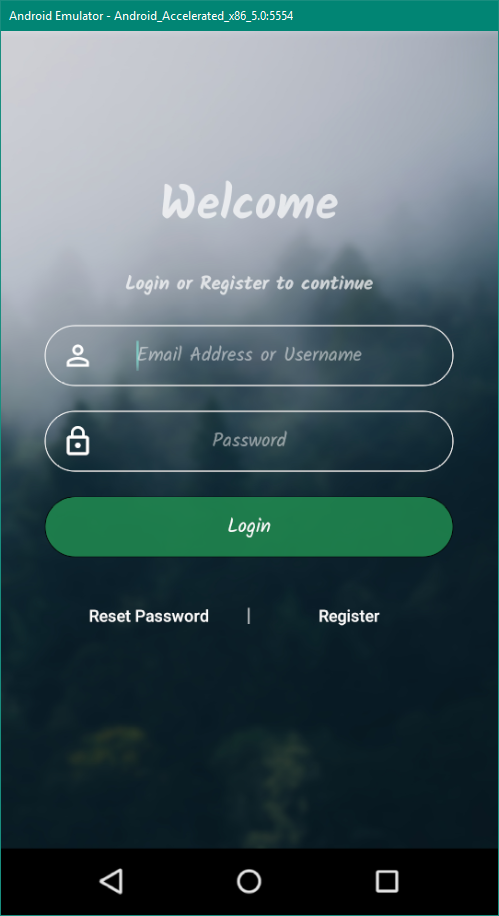 Android Emulator - Android_Accelerated_x86_5.0:5554
Welcome
Login or Register to continue
Email Address or Username
Password
Login
Reset Password | Register